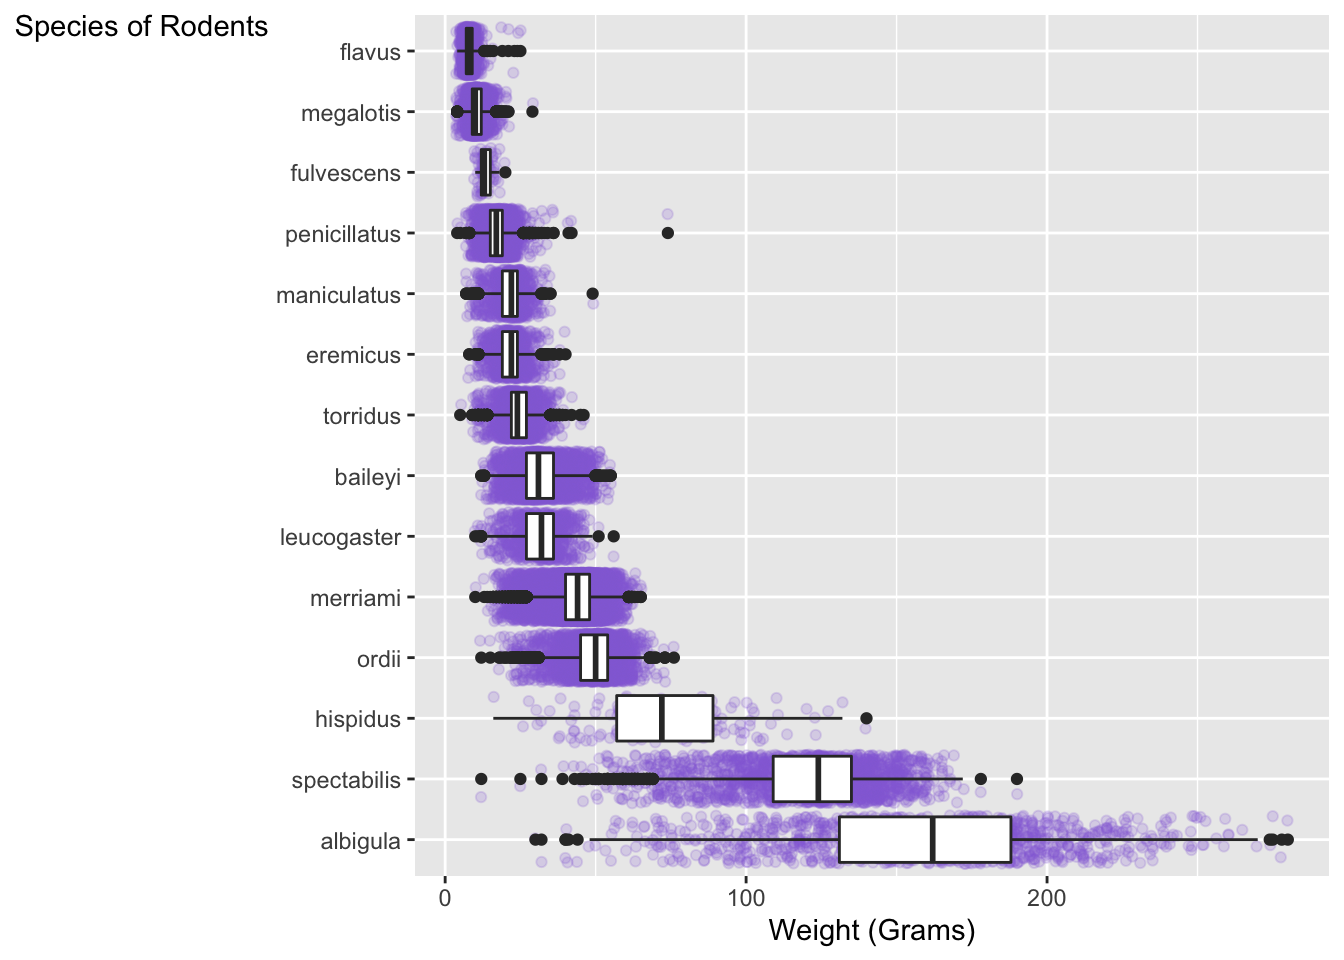 Species of Rodents
flavus
megalotis
fulvescens
penicillatus
maniculatus
eremicus
torridus
baileyi
leucogaster
merriami
ordii
hispidus
spectabilis
albigula
0 100 200
Weight (Grams)